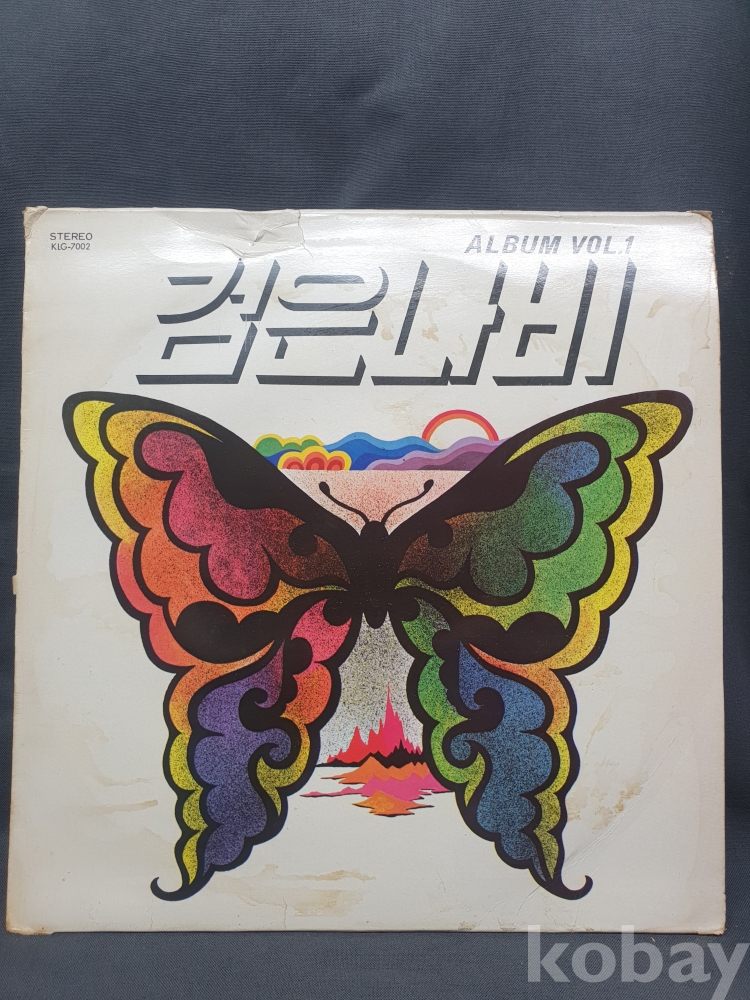 STEREO
KLG-7002
ALBUM VOL.1
검은나비
kobay